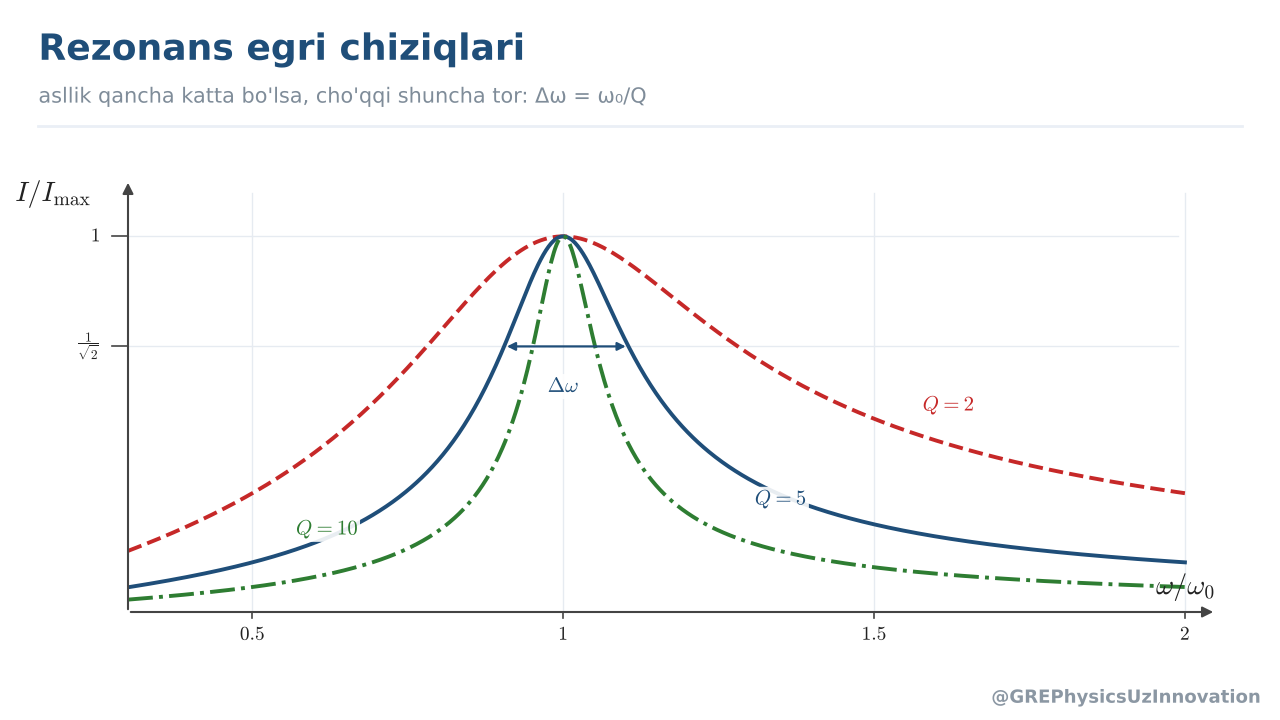 Rezonans egri chiziqlari
asllik qancha katta bo'lsa, cho'qqi shuncha tor: Δω = ω₀/Q
I/I_max
1
1/√2
Δω
Q = 2
Q = 5
Q = 10
ω/ω₀
0.5 1 1.5 2
@GREPhysicsUzInnovation